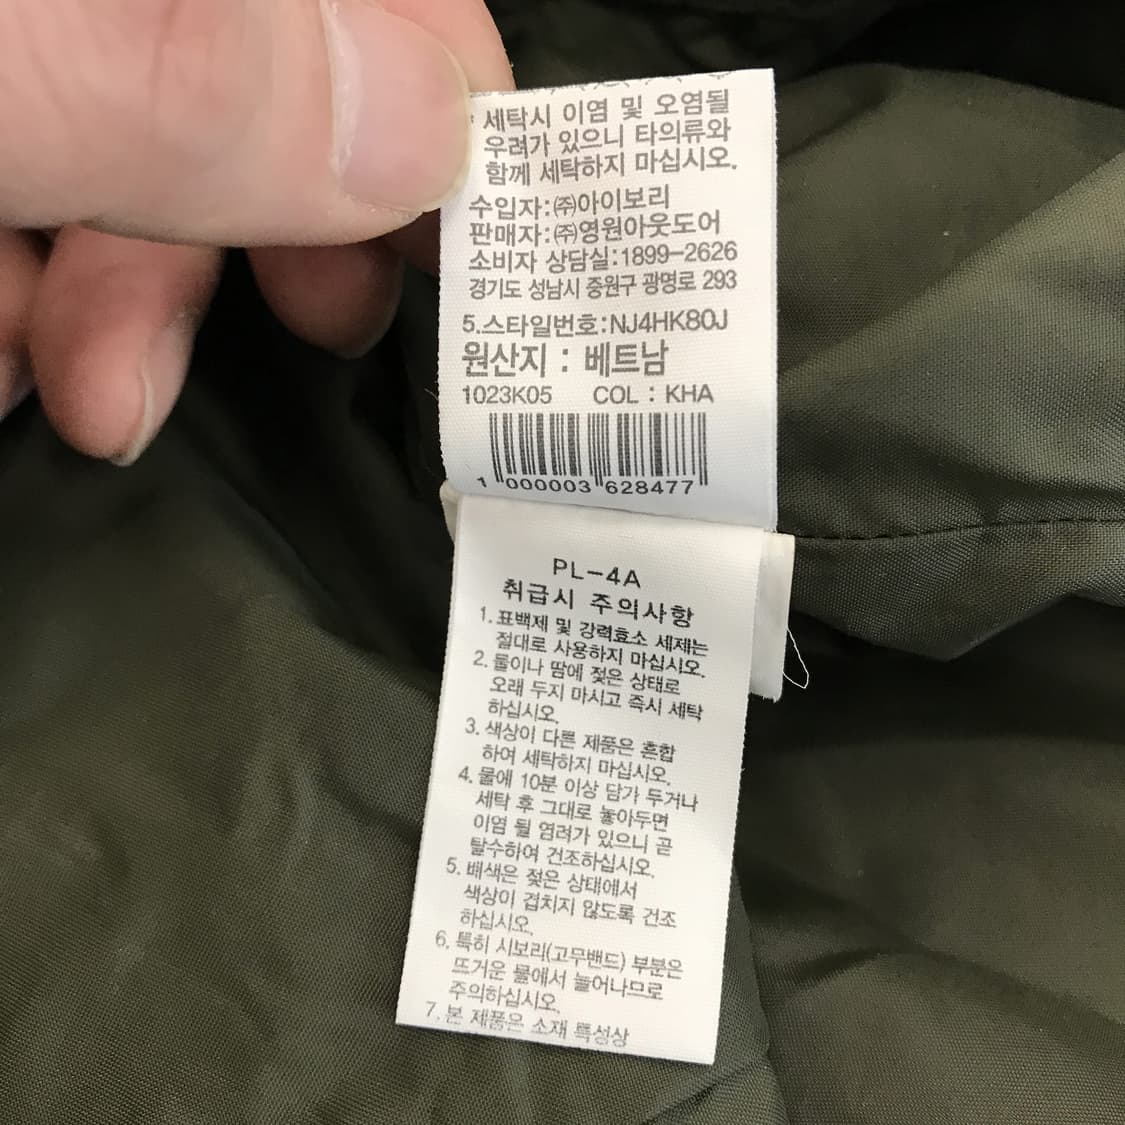 * 세탁시 이염 및 오염될
우려가 있으니 타의류와
함께 세탁하지 마십시오.
수입자:㈜아이보리
판매자:㈜영원아웃도어
소비자 상담실:1899-2626
경기도 성남시 중원구 광명로 293
5.스타일번호:NJ4HK80J
원산지 : 베트남
1023K05 COL : KHA
1 000003 628477
PL-4A
취급시 주의사항
1. 표백제 및 강력효소 세제는
절대로 사용하지 마십시오.
2. 물이나 땀에 젖은 상태로
오래 두지 마시고 즉시 세탁
하십시오.
3. 색상이 다른 제품은 혼합
하여 세탁하지 마십시오.
4. 물에 10분 이상 담가 두거나
세탁 후 그대로 놓아두면
이염 될 염려가 있으니 곧
탈수하여 건조하십시오.
5. 배색은 젖은 상태에서
색상이 겹치지 않도록 건조
하십시오.
6. 특히 시보리(고무밴드) 부분은
뜨거운 물에서 늘어나므로
주의하십시오.
7. 본 제품은 소재 특성상